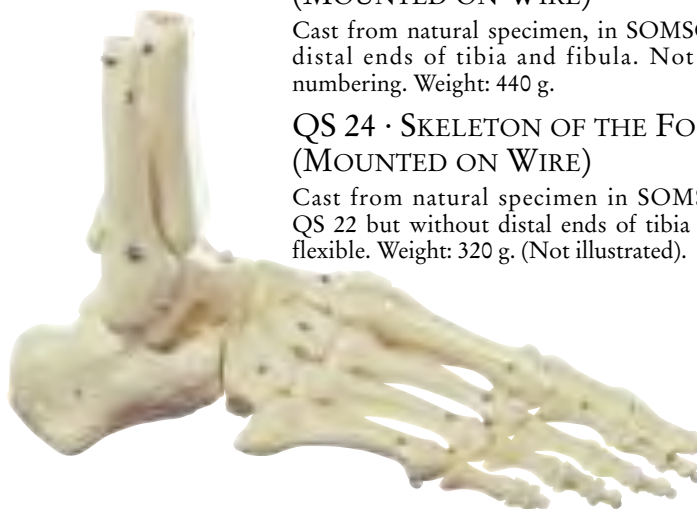 (MOUNTED ON WIRE)
Cast from natural specimen, in SOMSO
distal ends of tibia and fibula. Not
numbering. Weight: 440 g.
QS 24 · SKELETON OF THE FO
(MOUNTED ON WIRE)
Cast from natural specimen in SOMS
QS 22 but without distal ends of tibia
flexible. Weight: 320 g. (Not illustrated).